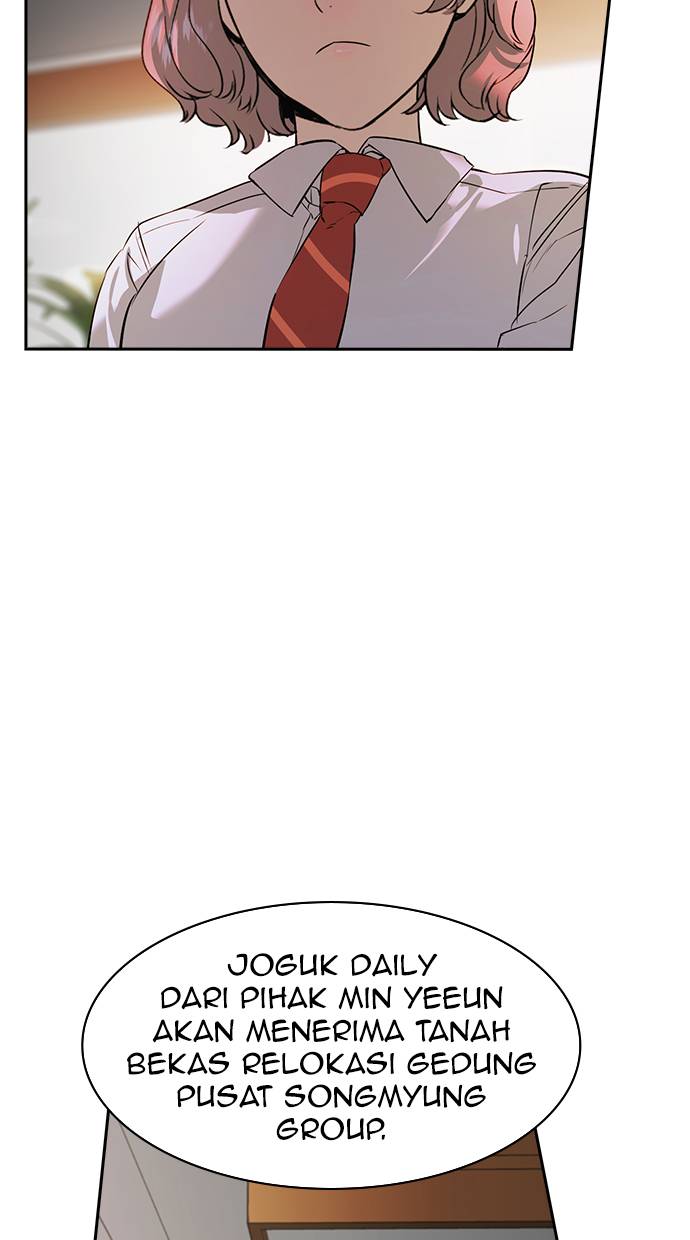 JOGUK DAILY
DARI PIHAK MIN YEEUN
AKAN MENERIMA TANAH
BEKAS RELOKASI GEDUNG
PUSAT SONGMYUNG
GROUP.